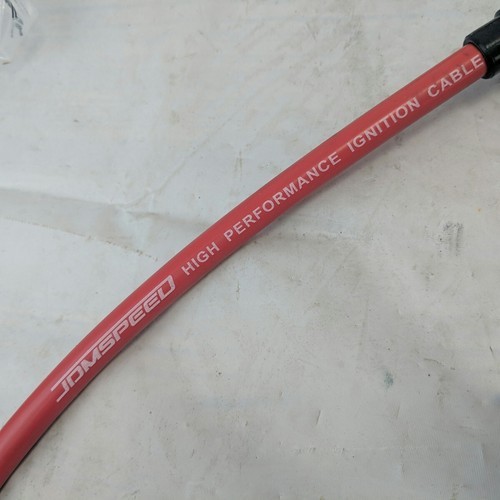 JDMSPEED HIGH PERFORMANCE IGNITION CABLE